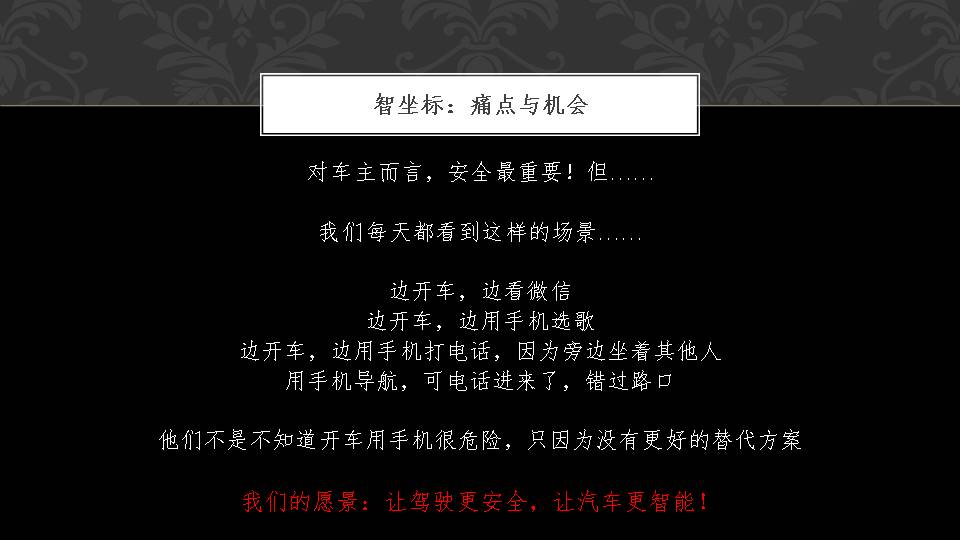 智坐标：痛点与机会
对车主而言，安全最重要！但……
我们每天都看到这样的场景……
边开车，边看微信
边开车，边用手机选歌
边开车，边用手机打电话，因为旁边坐着其他人
用手机导航，可电话进来了，错过路口
他们不是不知道开车用手机很危险，只因为没有更好的替代方案
我们的愿景：让驾驶更安全，让汽车更智能！